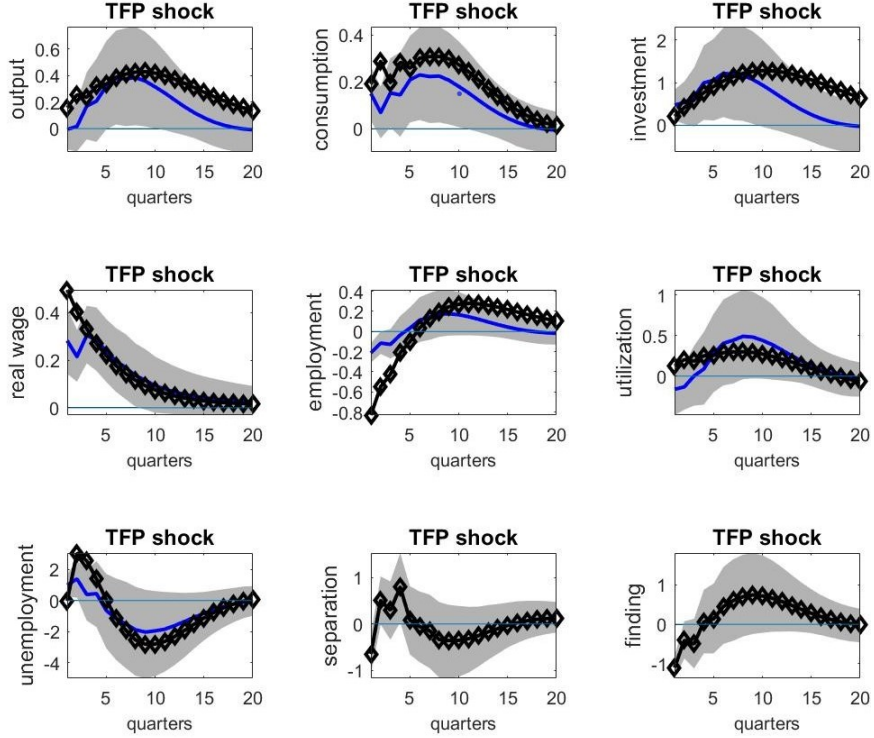 TFP shock TFP shock TFP shock
output 0.6 0.4 0.2 0 consumption 0.4 0.2 0 investment 2 1 0
5 10 15 20 5 10 15 20 5 10 15 20
quarters quarters quarters
TFP shock TFP shock TFP shock
real wage 0.4 0.2 0 employment 0.4 0.2 0 -0.2 -0.4 -0.6 -0.8 utilization 1 0.5 0
5 10 15 20 5 10 15 20 5 10 15 20
quarters quarters quarters
TFP shock TFP shock TFP shock
unemployment 2 0 -2 -4 separation 1 0 -1 finding 1 0 -1
5 10 15 20 5 10 15 20 5 10 15 20
quarters quarters quarters